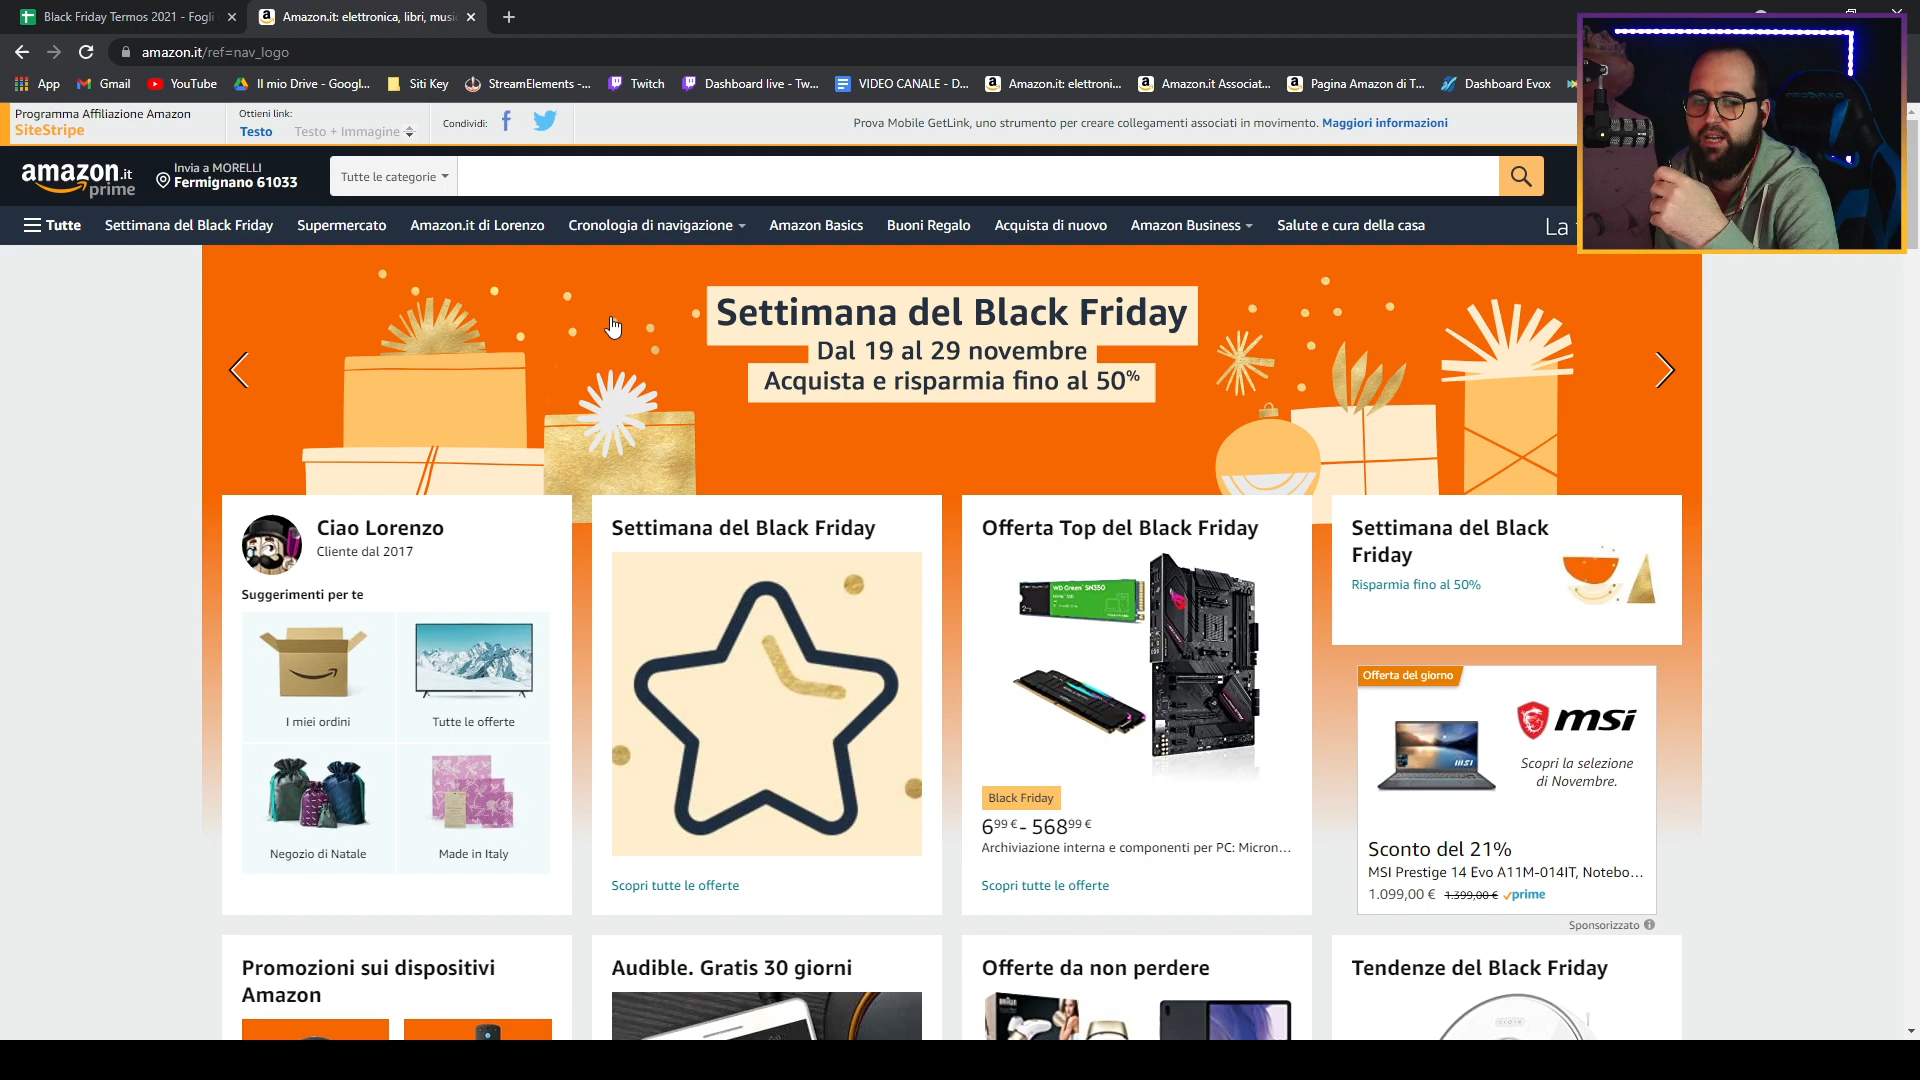 Black Friday Termos 2021 - Fogli
Amazon.it: elettronica, libri, musi
amazon.it/ref=nav_logo
App
Gmail
YouTube
Il mio Drive - Googl...
Siti Key
StreamElements -...
Twitch
Dashboard live - Tw...
VIDEO CANALE - D...
Amazon.it: elettroni...
Amazon.it Associat...
Pagina Amazon di T...
Dashboard Evox
Programma Affiliazione Amazon
SiteStripe
Ottieni link:
Testo
Testo + Immagine
Condividi:
Prova Mobile GetLink, uno strumento per creare collegamenti associati in movimento. Maggiori informazioni
amazon.it
prime
Invia a MORELLI
Fermignano 61033
Tutte le categorie
Tutte
Settimana del Black Friday
Supermercato
Amazon.it di Lorenzo
Cronologia di navigazione
Amazon Basics
Buoni Regalo
Acquista di nuovo
Amazon Business
Salute e cura della casa
La
Settimana del Black Friday
Dal 19 al 29 novembre
Acquista e risparmia fino al 50%
Ciao Lorenzo
Cliente dal 2017
Suggerimenti per te
I miei ordini
Tutte le offerte
Negozio di Natale
Made in Italy
Settimana del Black Friday
Scopri tutte le offerte
Offerta Top del Black Friday
WD Green SN350
Black Friday
699 € - 56899 €
Archiviazione interna e componenti per PC: Micron...
Scopri tutte le offerte
Settimana del Black
Friday
Risparmia fino al 50%
Offerta del giorno
msi
Scopri la selezione
di Novembre.
Sconto del 21%
MSI Prestige 14 Evo A11M-014IT, Notebo...
1.099,00 € 1.399,00 € prime
Sponsorizzato
Promozioni sui dispositivi
Amazon
Audible. Gratis 30 giorni
Offerte da non perdere
BRAUN
Tendenze del Black Friday